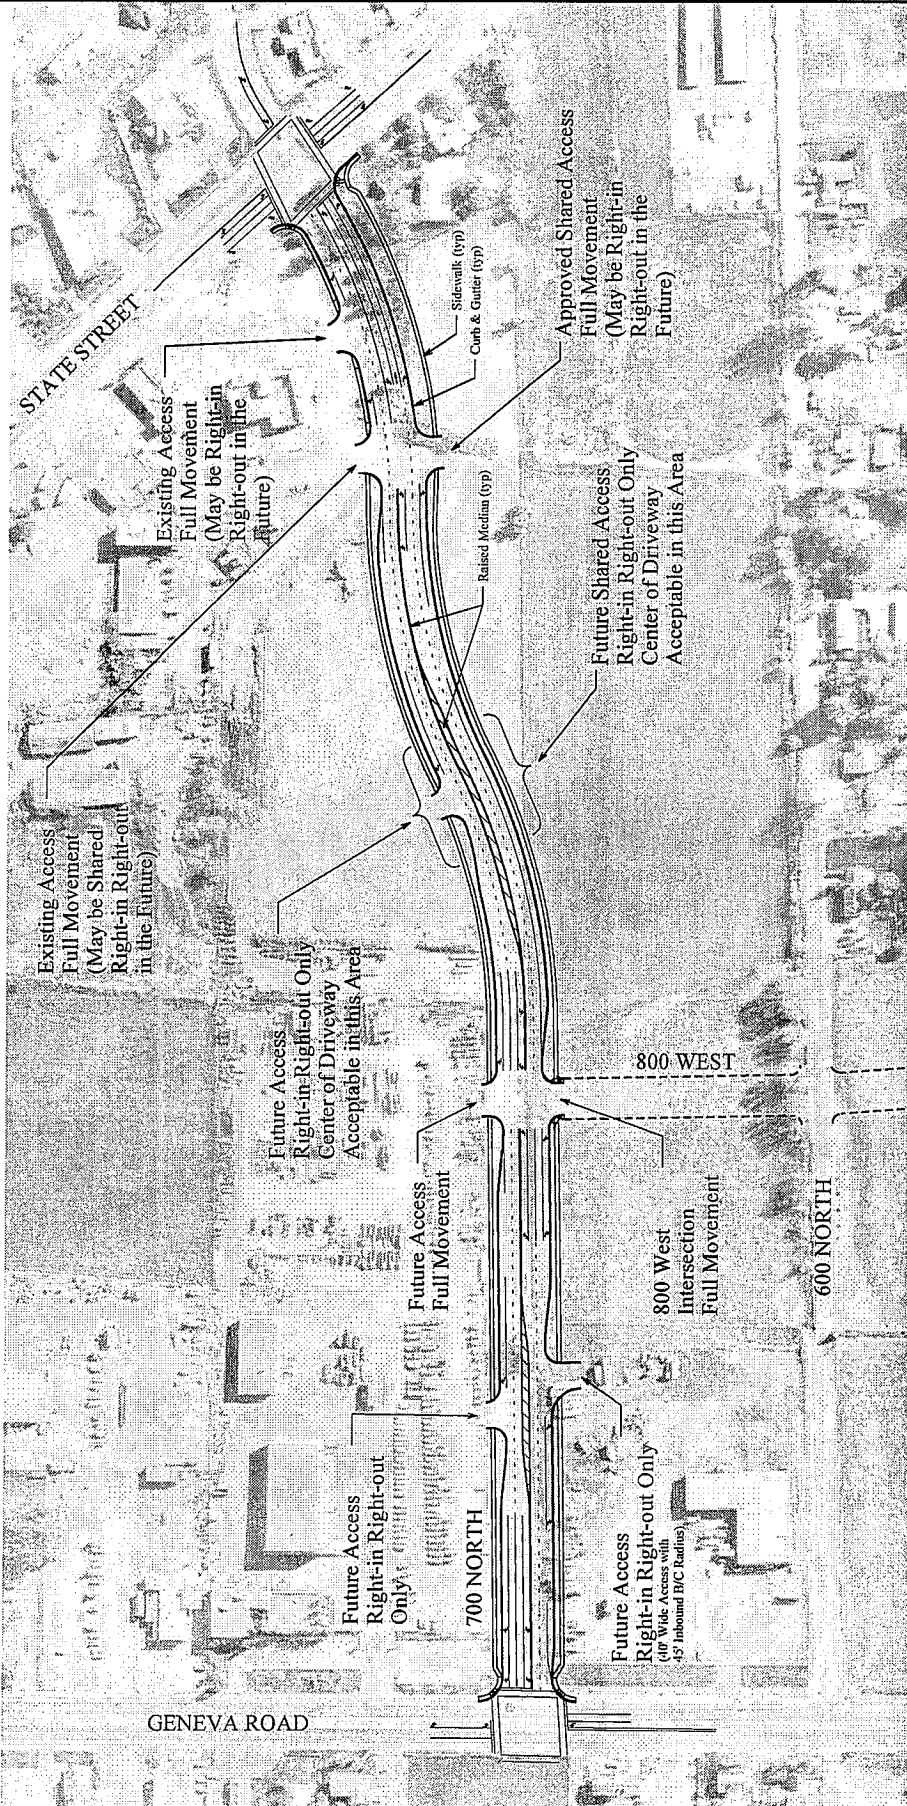 STATE STREET
Existing Access
Full Movement
(May be Right-in
Right-out in the
Future)
Existing Access
Full Movement
(May be Shared
Right-in Right-out
in the Future)
Sidewalk (typ)
Curb & Gutter (typ)
Approved Shared Access
Full Movement
(May be Right-in
Right-out in the
Future)
Raised Median (typ)
Future Shared Access
Right-in Right-out Only
Center of Driveway
Acceptable in this Area
Future Access
Right-in Right-out Only
Center of Driveway
Acceptable in this Area
800 WEST
Future Access
Full Movement
800 West
Intersection
Full Movement
600 NORTH
Future Access
Right-in Right-out
Only
700 NORTH
Future Access
Right-in Right-out Only
(40' Wide Access with
45' Inbound B/C Radius)
GENEVA ROAD